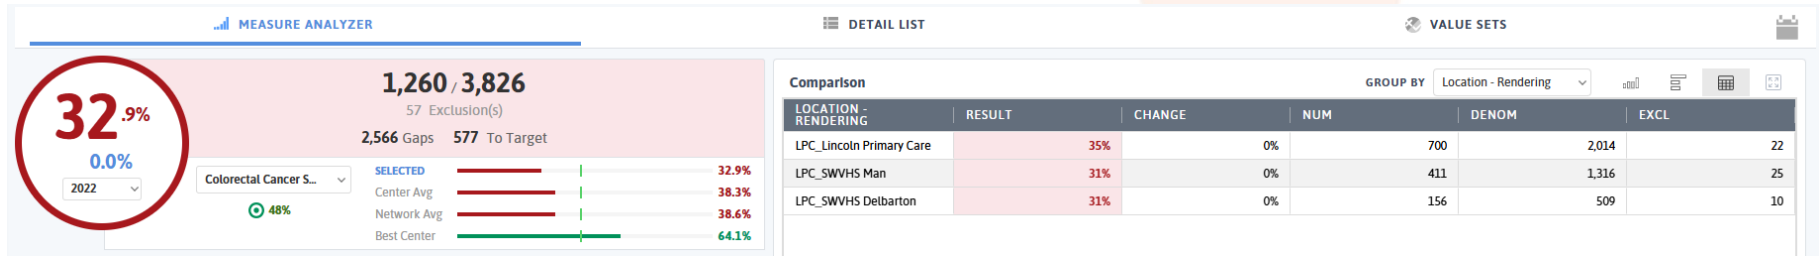 MEASURE ANALYZER
DETAIL LIST
VALUE SETS
32.9%
0.0%
2022
1,260 / 3,826
57 Exclusion(s)
2,566 Gaps 577 To Target
Colorectal Cancer S...
48%
SELECTED 32.9%
Center Avg 38.3%
Network Avg 38.6%
Best Center 64.1%
Comparison
GROUP BY Location - Rendering
LOCATION - RENDERING RESULT CHANGE NUM DENOM EXCL
LPC_Lincoln Primary Care 35% 0% 700 2,014 22
LPC_SWVHS Man 31% 0% 411 1,316 25
LPC_SWVHS Delbarton 31% 0% 156 509 10